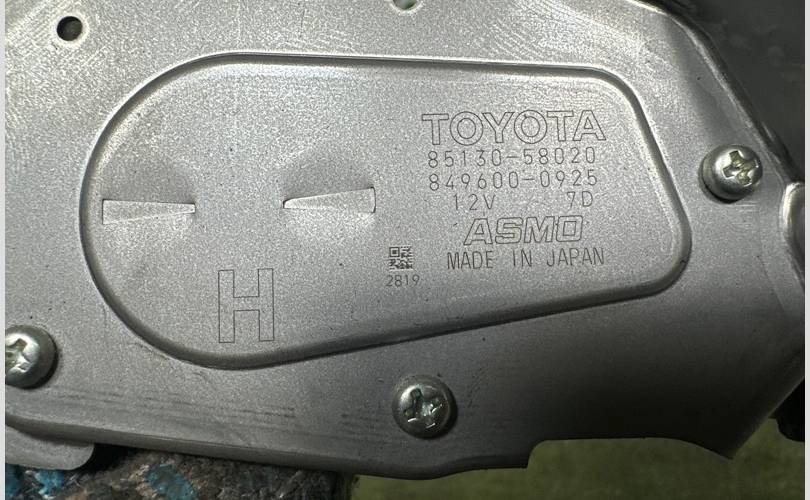 TOYOTA
85130-58020
849600-0925
12V 7D
ASMO
MADE IN JAPAN
2819
H